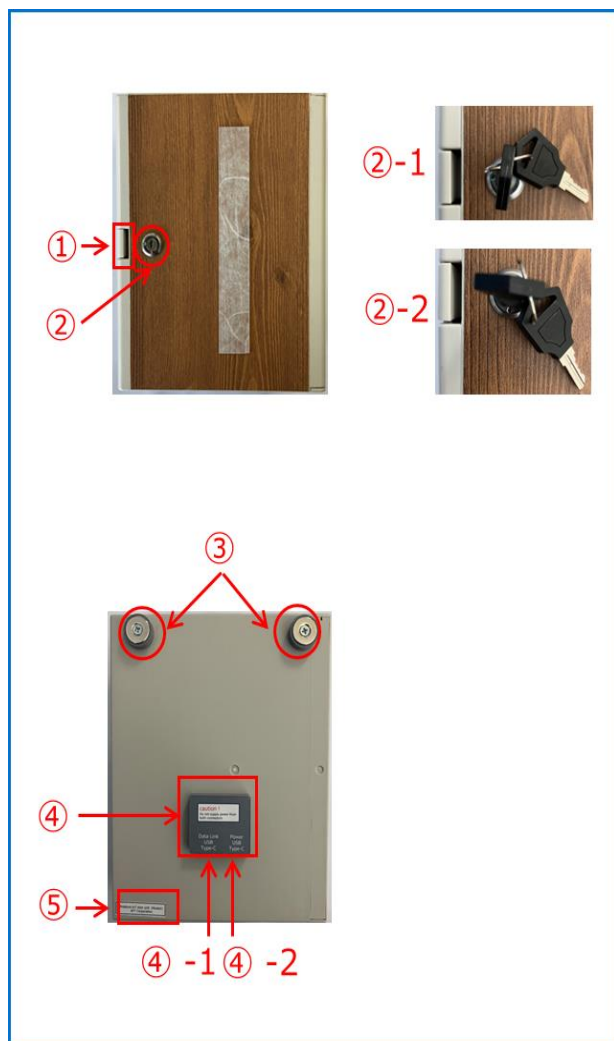 ②-1
①
②
②-2
③
④
caution !
Data Link
USB
Type-C
Power
USB
Type-C
⑤
④ -1
④ -2